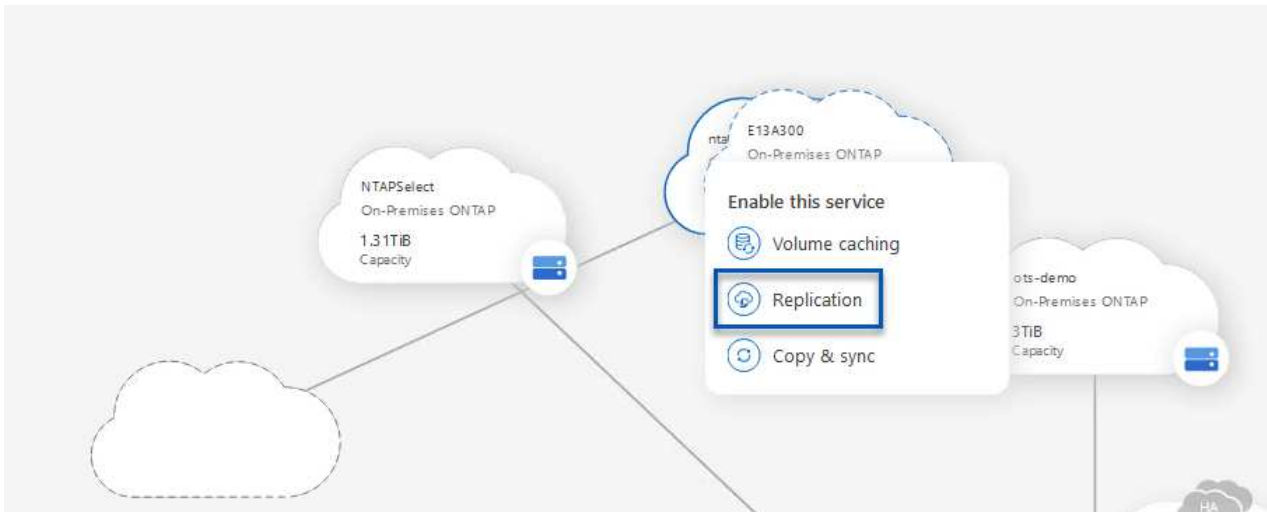 NTAPSelect
On-Premises ONTAP
1.31TiB
Capacity
E13A300
On-Premises ONTAP
Enable this service
Volume caching
Replication
Copy & sync
ots-demo
On-Premises ONTAP
3TiB
Capacity
HA